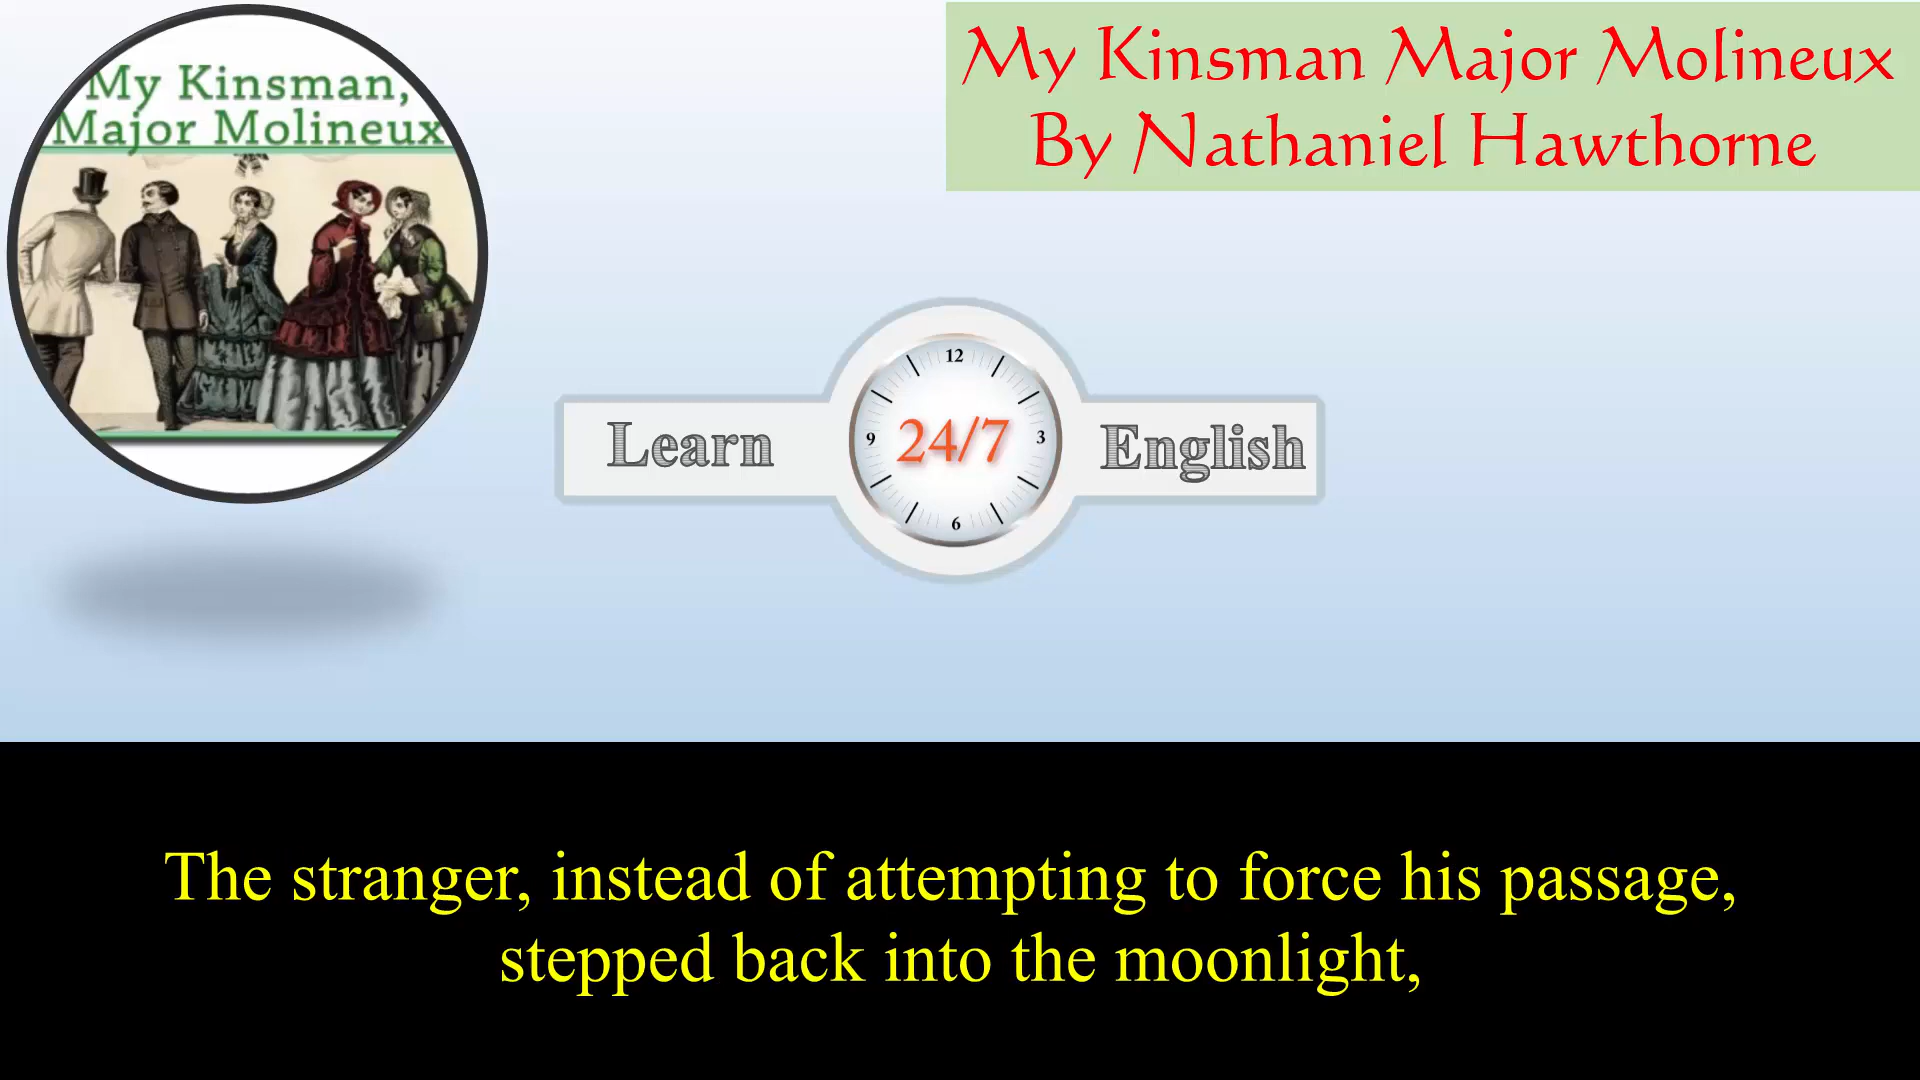 My Kinsman,
Major Molineux
My Kinsman Major Molineux
By Nathaniel Hawthorne
12
Learn
9
24/7
3
English
6
The stranger, instead of attempting to force his passage,
stepped back into the moonlight,